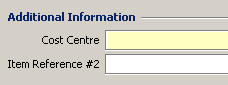 Additional Information
Cost Centre
Item Reference #2